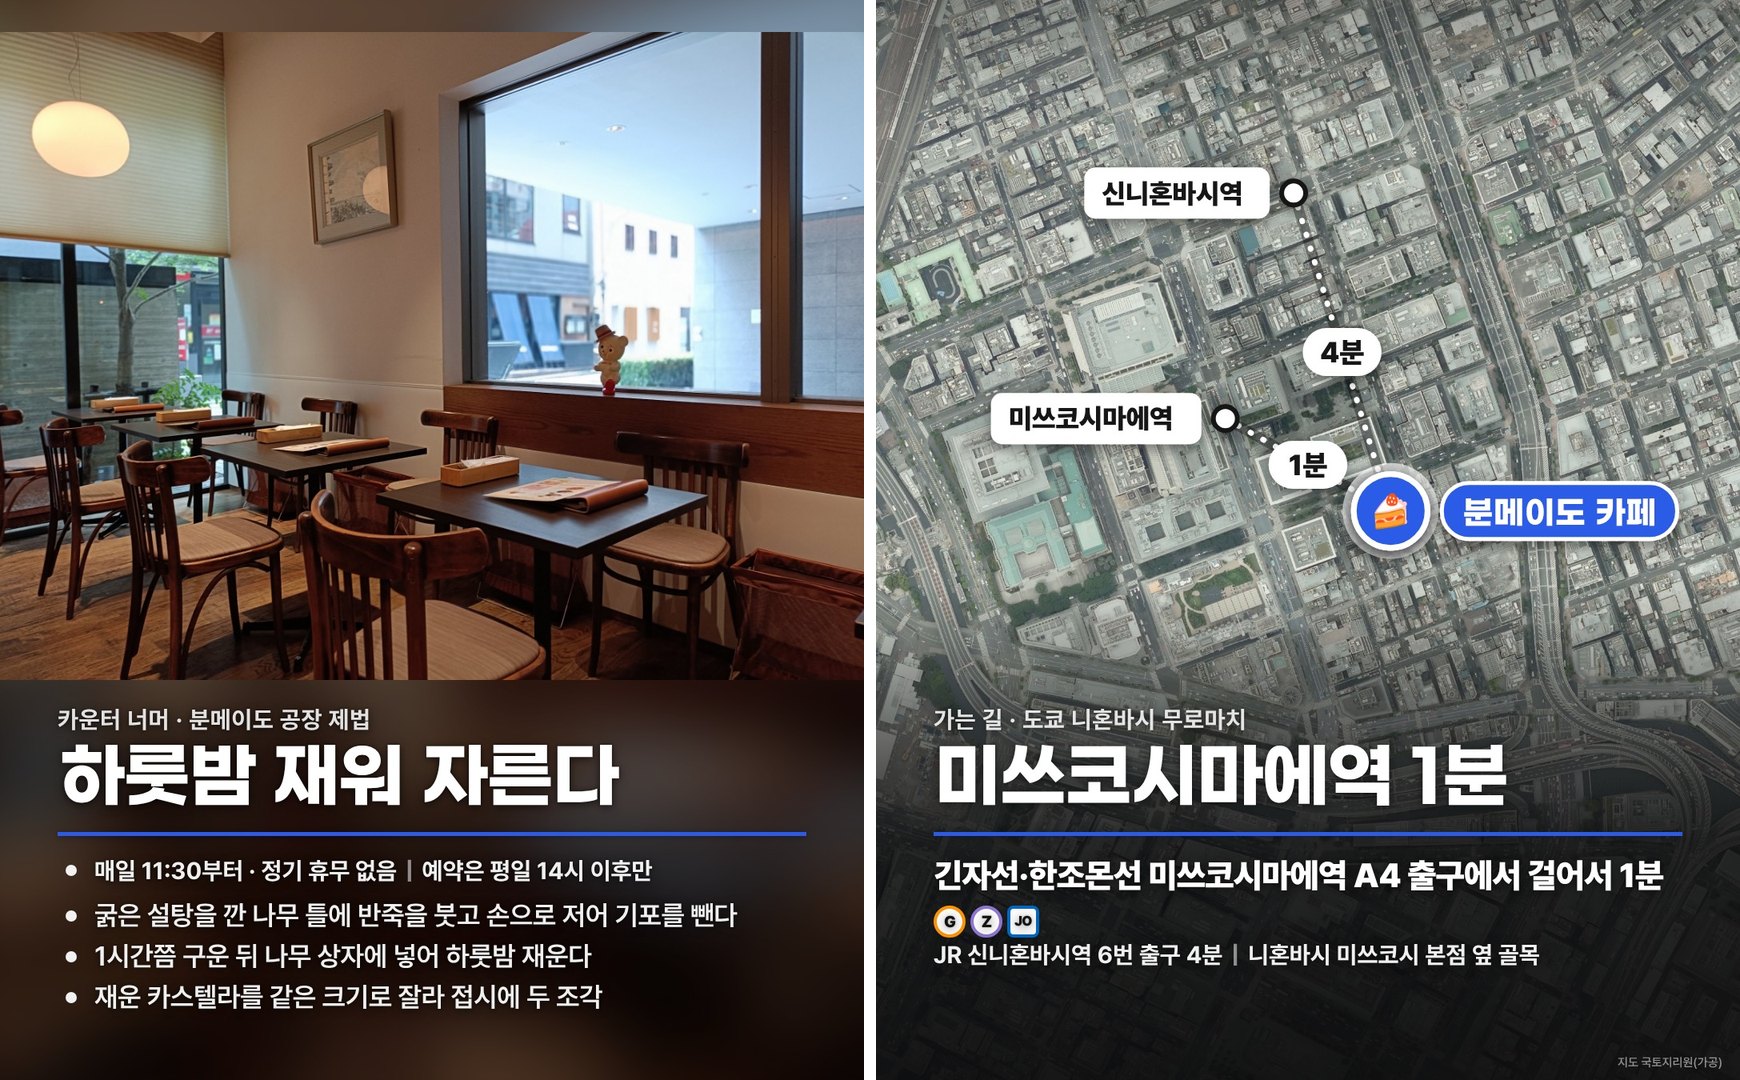 카운터 너머 · 분메이도 공장 제법
하룻밤 재워 자른다
매일 11:30부터 · 정기 휴무 없음 | 예약은 평일 14시 이후만
굵은 설탕을 깐 나무 틀에 반죽을 붓고 손으로 저어 기포를 뺀다
1시간쯤 구운 뒤 나무 상자에 넣어 하룻밤 재운다
재운 카스텔라를 같은 크기로 잘라 접시에 두 조각
신니혼바시역
4분
미쓰코시마에역
1분
분메이도 카페
가는 길 · 도쿄 니혼바시 무로마치
미쓰코시마에역 1분
긴자선·한조몬선 미쓰코시마에역 A4 출구에서 걸어서 1분
G Z JO
JR 신니혼바시역 6번 출구 4분 | 니혼바시 미쓰코시 본점 옆 골목
지도 국토지리원(가공)